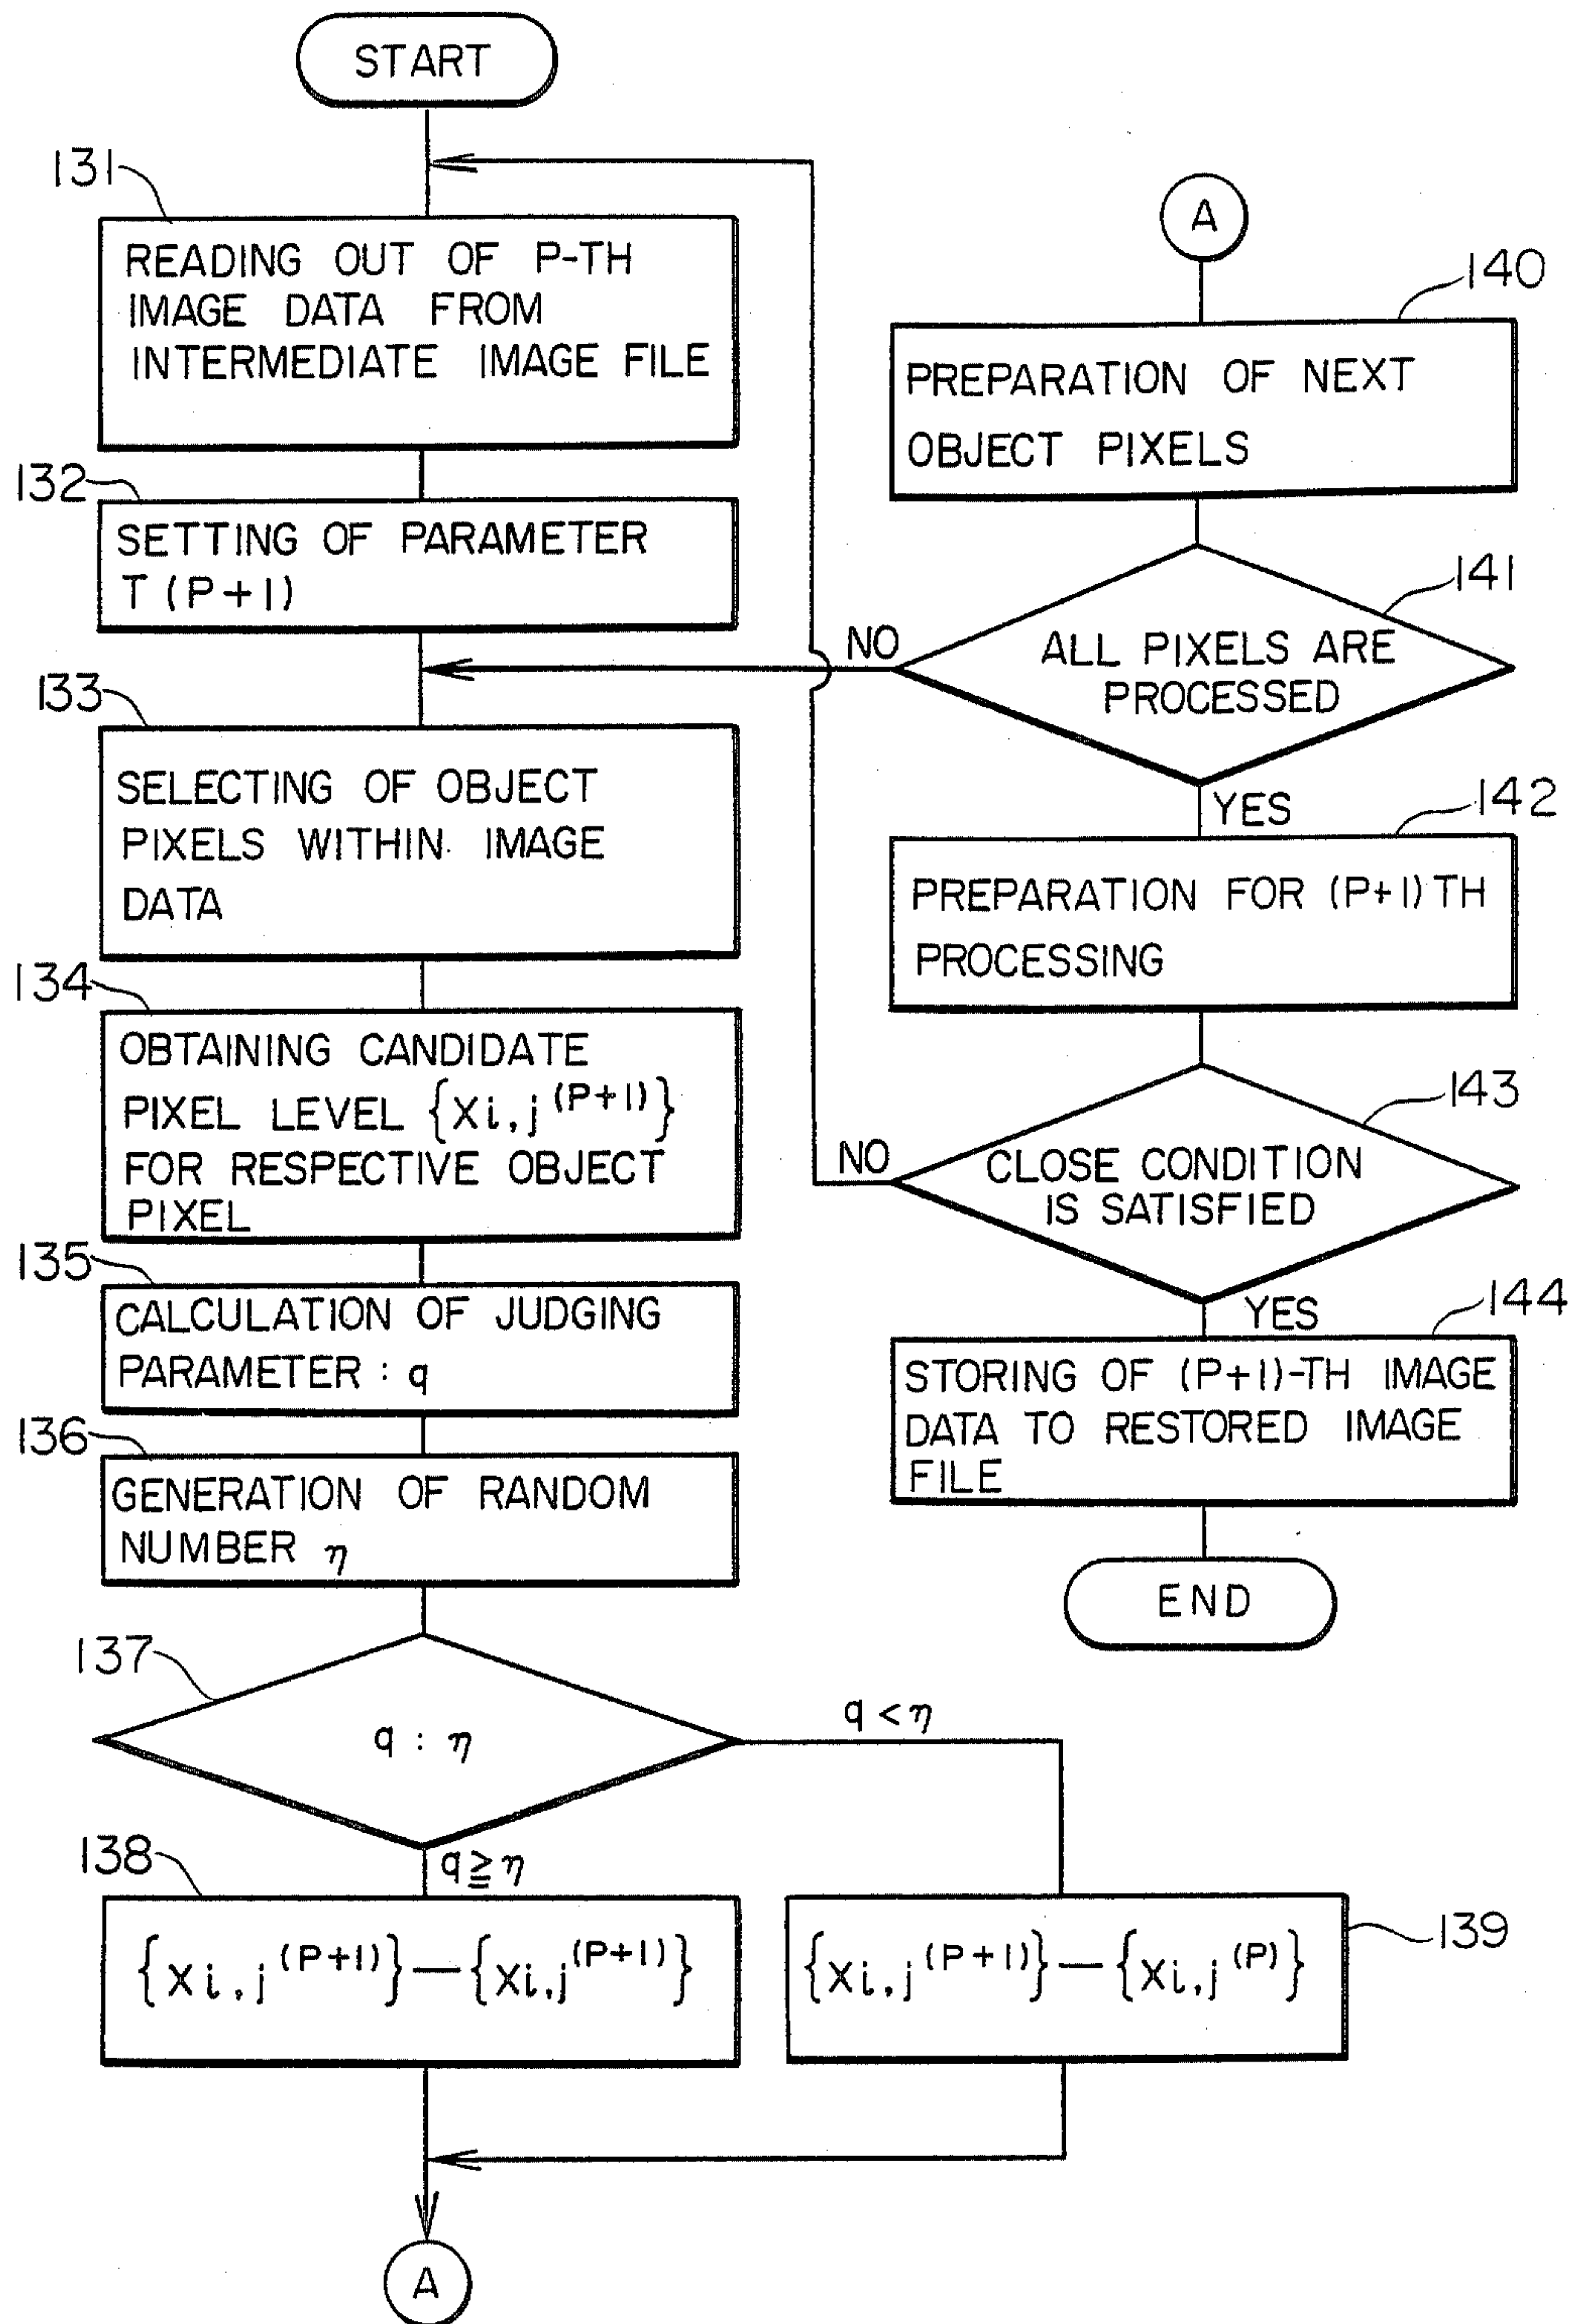 START
131
READING OUT OF P-TH
IMAGE DATA FROM
INTERMEDIATE IMAGE FILE
132
SETTING OF PARAMETER
T (P+1)
133
SELECTING OF OBJECT
PIXELS WITHIN IMAGE
DATA
134
OBTAINING CANDIDATE
PIXEL LEVEL {xi,j^(P+1)}
FOR RESPECTIVE OBJECT
PIXEL
135
CALCULATION OF JUDGING
PARAMETER : q
136
GENERATION OF RANDOM
NUMBER η
137
q : η
q < η
q ≧ η
138
{xi,j^(P+1)}—{xi,j^(P+1)}
139
{xi,j^(P+1)}—{xi,j^(P)}
A
A
140
PREPARATION OF NEXT
OBJECT PIXELS
141
ALL PIXELS ARE
PROCESSED
NO
YES
142
PREPARATION FOR (P+1)TH
PROCESSING
143
CLOSE CONDITION
IS SATISFIED
NO
YES
144
STORING OF (P+1)-TH IMAGE
DATA TO RESTORED IMAGE
FILE
END